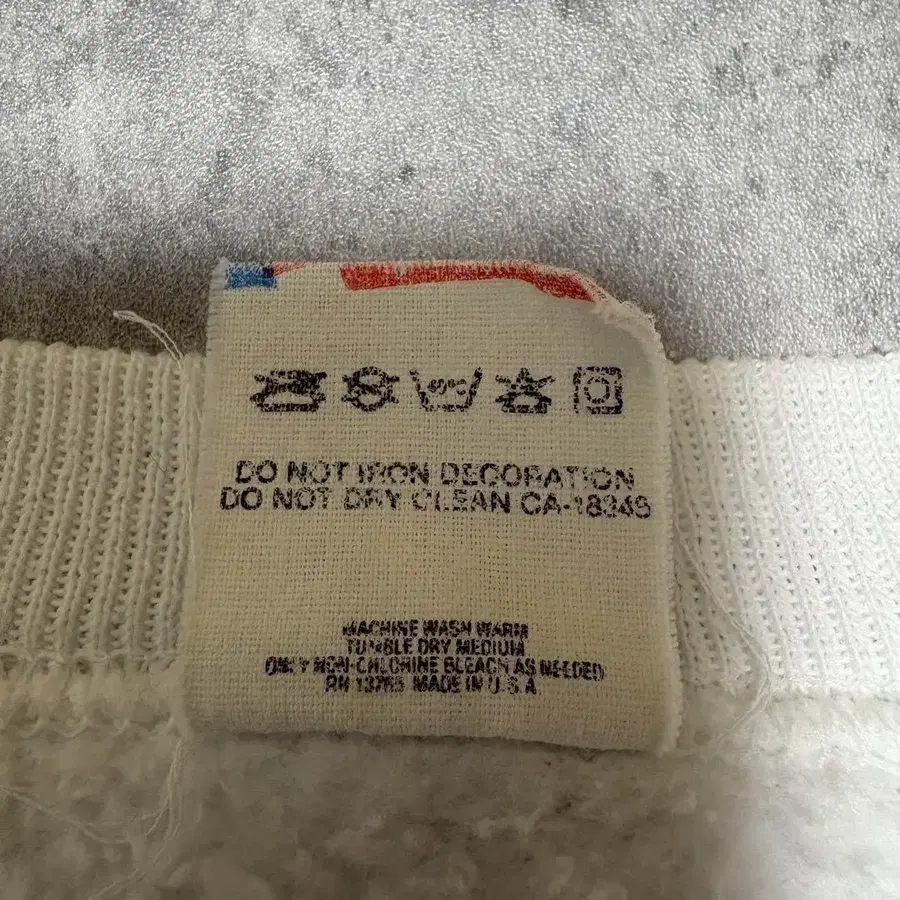 DO NOT IRON DECORATION
DO NOT DRY CLEAN CA-18345
MACHINE WASH WARM
TUMBLE DRY MEDIUM
ONLY NON-CHLORINE BLEACH AS NEEDED
RN 13765 MADE IN U.S.A